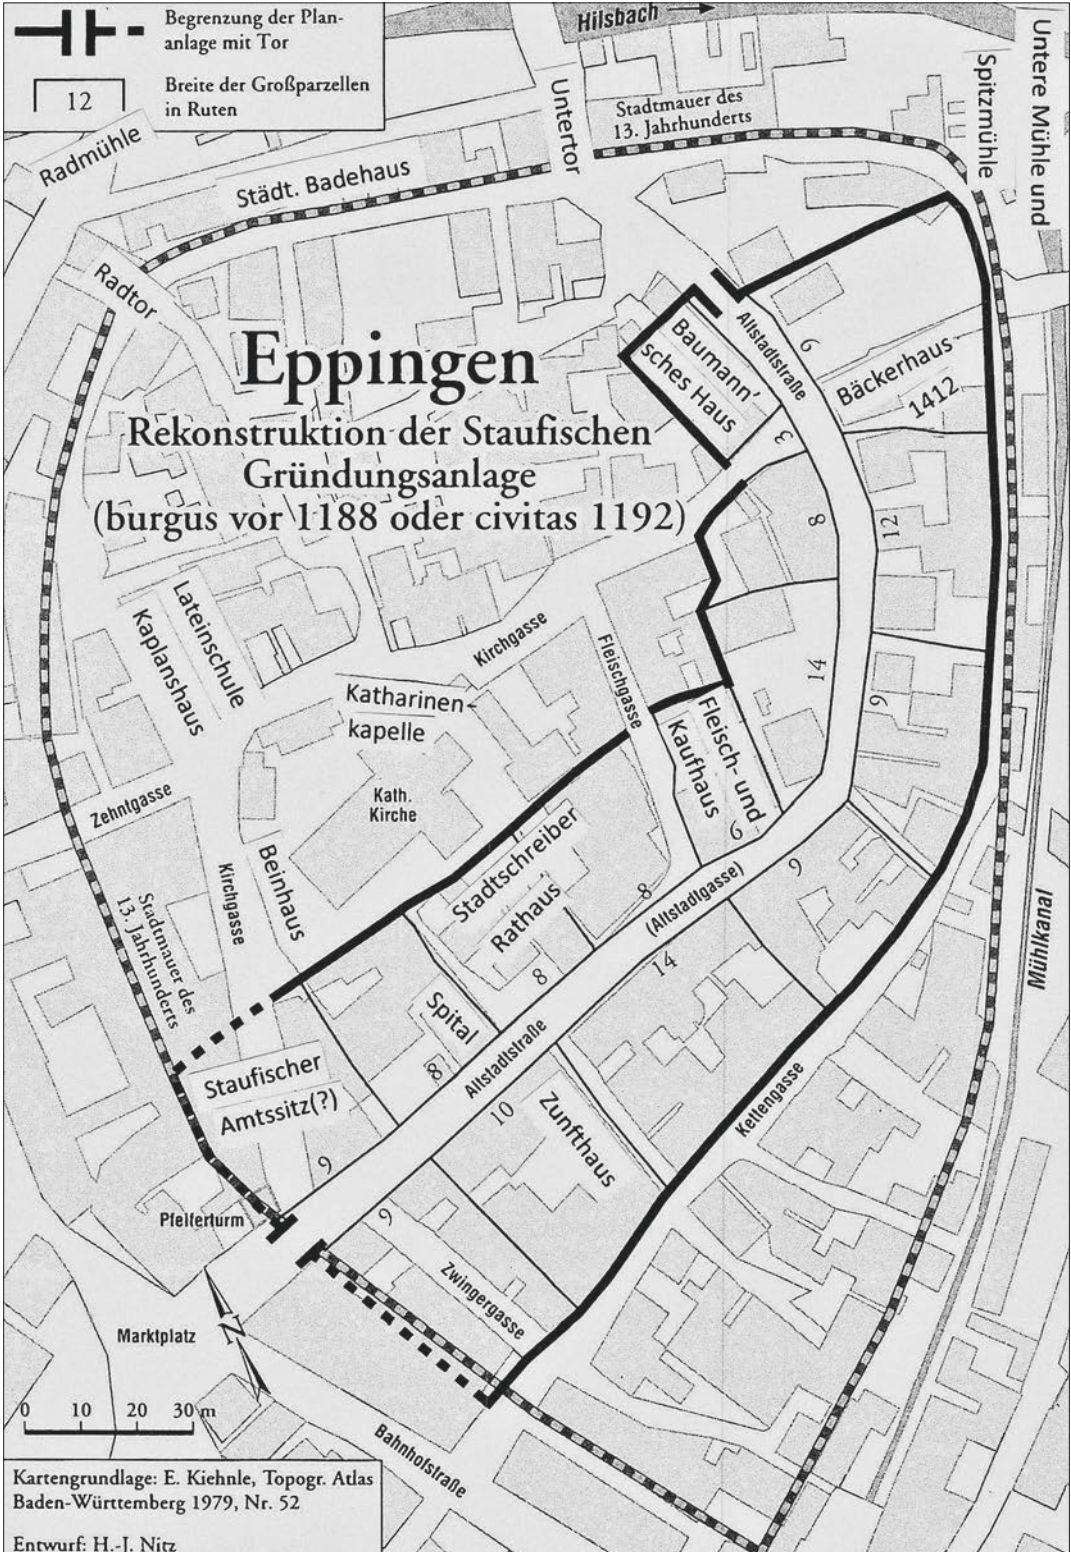 Begrenzung der Plan-
anlage mit Tor
12
Breite der Großparzellen
in Ruten
Hilsbach
Untertor
Stadtmauer des
13. Jahrhunderts
Spitzmühle
Untere Mühle und
Radmühle
Städt. Badehaus
Radtor
Eppingen
Rekonstruktion der Staufischen
Gründungsanlage
(burgus vor 1188 oder civitas 1192)
Baumann'
sches Haus
Altstadtstraße
6
Bäckerhaus
1412
3
8
12
Lateinschule
Kaplanshaus
Kirchgasse
Fleischgasse
14
9
Katharinen-
kapelle
Fleisch- und
Kaufhaus
6
Kath.
Kirche
Zehntgasse
Kirchgasse
Beinhaus
Stadtmauer des
13. Jahrhunderts
Stadtschreiber
Rathaus
8
8
(Altstadtgasse)
9
14
Mühlkanal
Spital
8
Altstadtstraße
Staufischer
Amtssitz(?)
9
10
Zunfthaus
Kettengasse
Pfeiferturm
9
Zwingergasse
Marktplatz
N
0 10 20 30 m
Bahnhofstraße
Kartengrundlage: E. Kiehnle, Topogr. Atlas
Baden-Württemberg 1979, Nr. 52
Entwurf: H.-J. Nitz